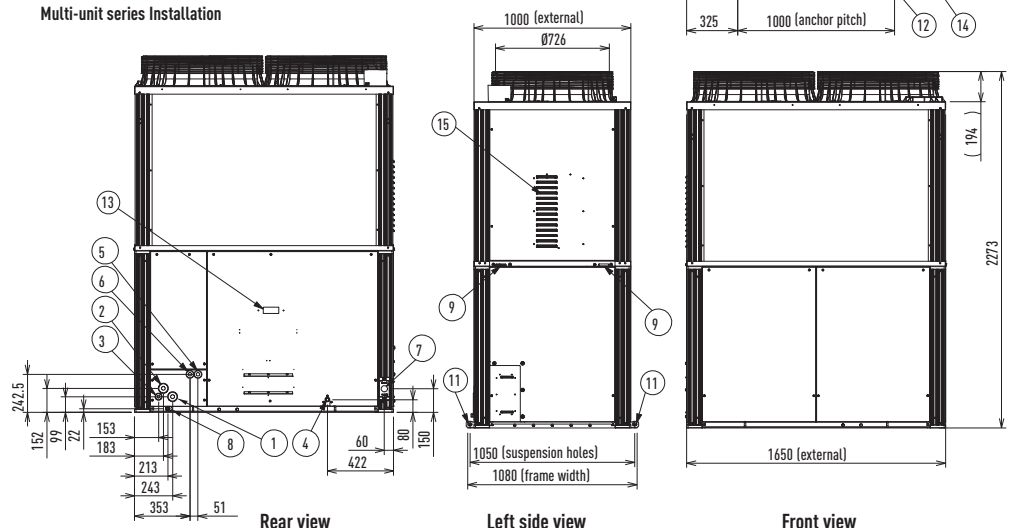 Multi-unit series Installation
325
1000 (anchor pitch)
12
14
1000 (external)
Ø726
15
13
5
6
2
3
7
9
9
11
11
( 194 )
2273
242.5
152
99
22
153
183
213
243
353
51
8
1
4
60
422
80
150
1050 (suspension holes)
1080 (frame width)
1650 (external)
Rear view
Left side view
Front view